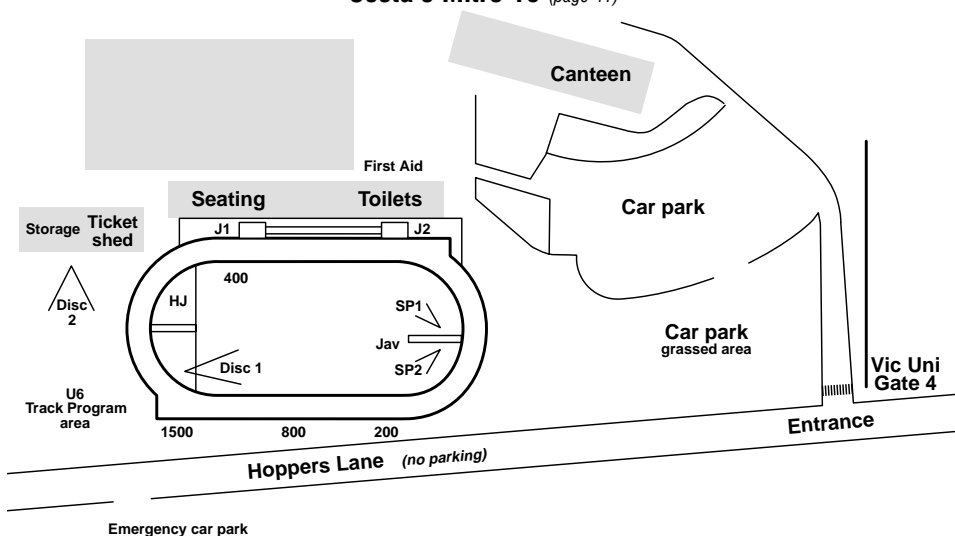 (page 11)
Canteen
First Aid
Seating
Toilets
Storage
Ticket
shed
J1
J2
Car park
400
HJ
SP1
Disc
2
Jav
Car park
grassed area
Disc 1
SP2
Vic Uni
Gate 4
U6
Track Program
area
1500
800
200
Entrance
Hoppers Lane (no parking)
Emergency car park